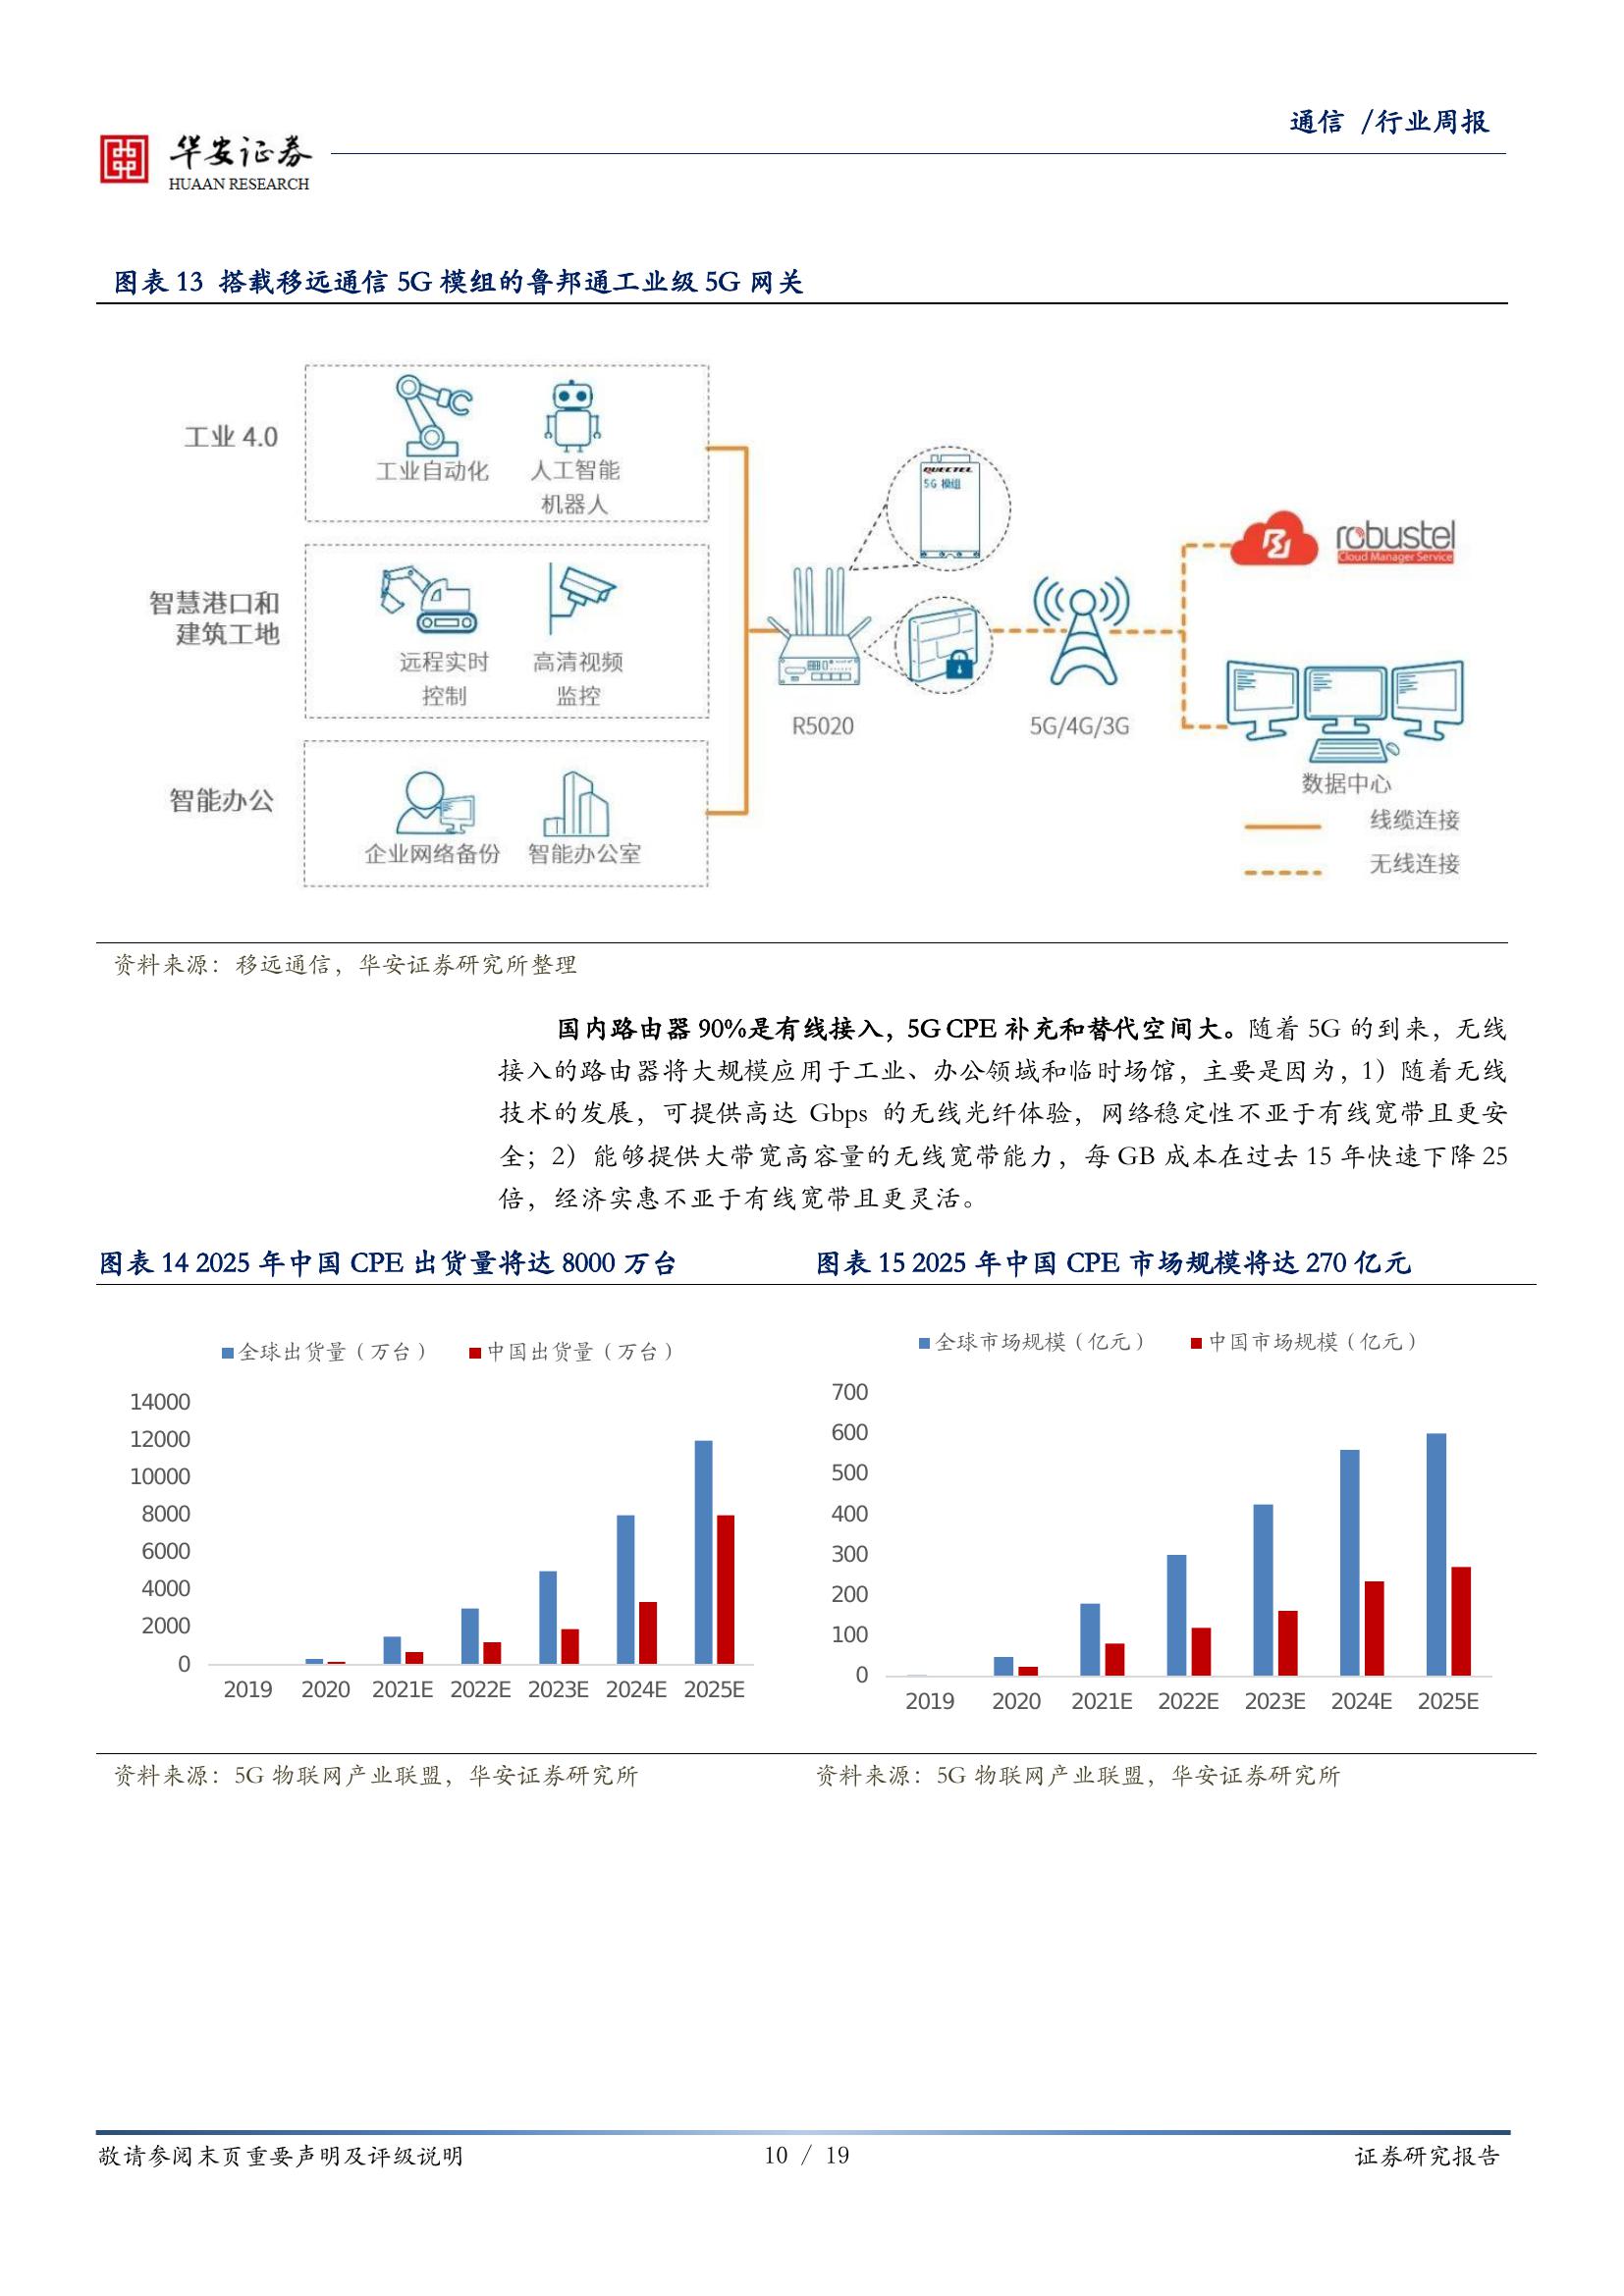 通信 /行业周报
华安证券
HUAAN RESEARCH
图表 13 搭载移远通信 5G 模组的鲁邦通工业级 5G 网关
工业 4.0
工业自动化
人工智能
机器人
智慧港口和
建筑工地
远程实时
控制
高清视频
监控
智能办公
企业网络备份
智能办公室
QUECTEL
5G 模组
R5020
5G/4G/3G
robustel
Cloud Manager Service
数据中心
线缆连接
无线连接
资料来源：移远通信，华安证券研究所整理
国内路由器 90%是有线接入，5G CPE 补充和替代空间大。随着 5G 的到来，无线
接入的路由器将大规模应用于工业、办公领域和临时场馆，主要是因为，1）随着无线
技术的发展，可提供高达 Gbps 的无线光纤体验，网络稳定性不亚于有线宽带且更安
全；2）能够提供大带宽高容量的无线宽带能力，每 GB 成本在过去 15 年快速下降 25
倍，经济实惠不亚于有线宽带且更灵活。
图表 14 2025 年中国 CPE 出货量将达 8000 万台
全球出货量（万台） 中国出货量（万台）
14000
12000
10000
8000
6000
4000
2000
0
2019 2020 2021E 2022E 2023E 2024E 2025E
资料来源：5G 物联网产业联盟，华安证券研究所
图表 15 2025 年中国 CPE 市场规模将达 270 亿元
全球市场规模（亿元） 中国市场规模（亿元）
700
600
500
400
300
200
100
0
2019 2020 2021E 2022E 2023E 2024E 2025E
资料来源：5G 物联网产业联盟，华安证券研究所
敬请参阅末页重要声明及评级说明 10 / 19 证券研究报告